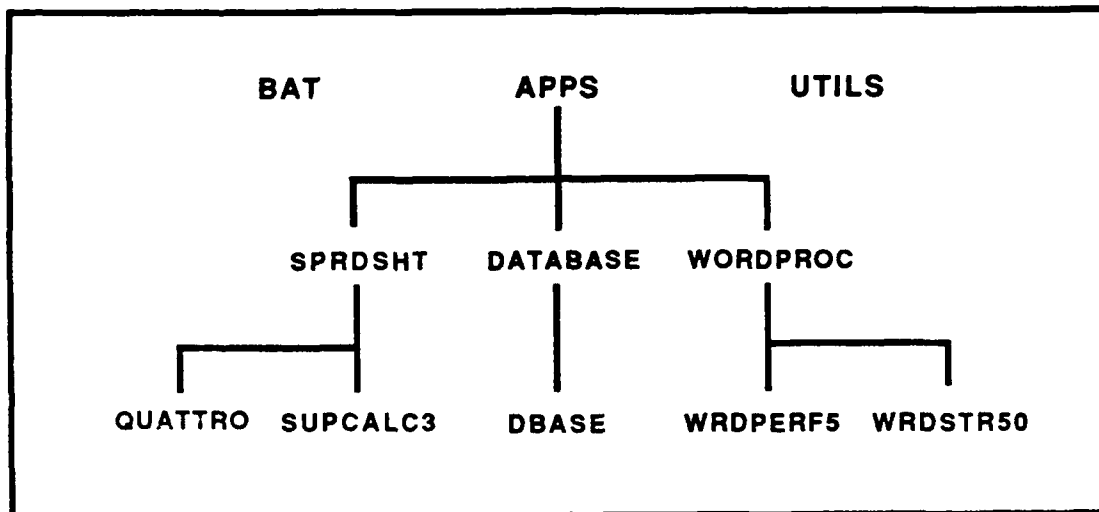 BAT APPS UTILS
SPRDSHT DATABASE WORDPROC
QUATTRO SUPCALC3 DBASE WRDPERF5 WRDSTR50